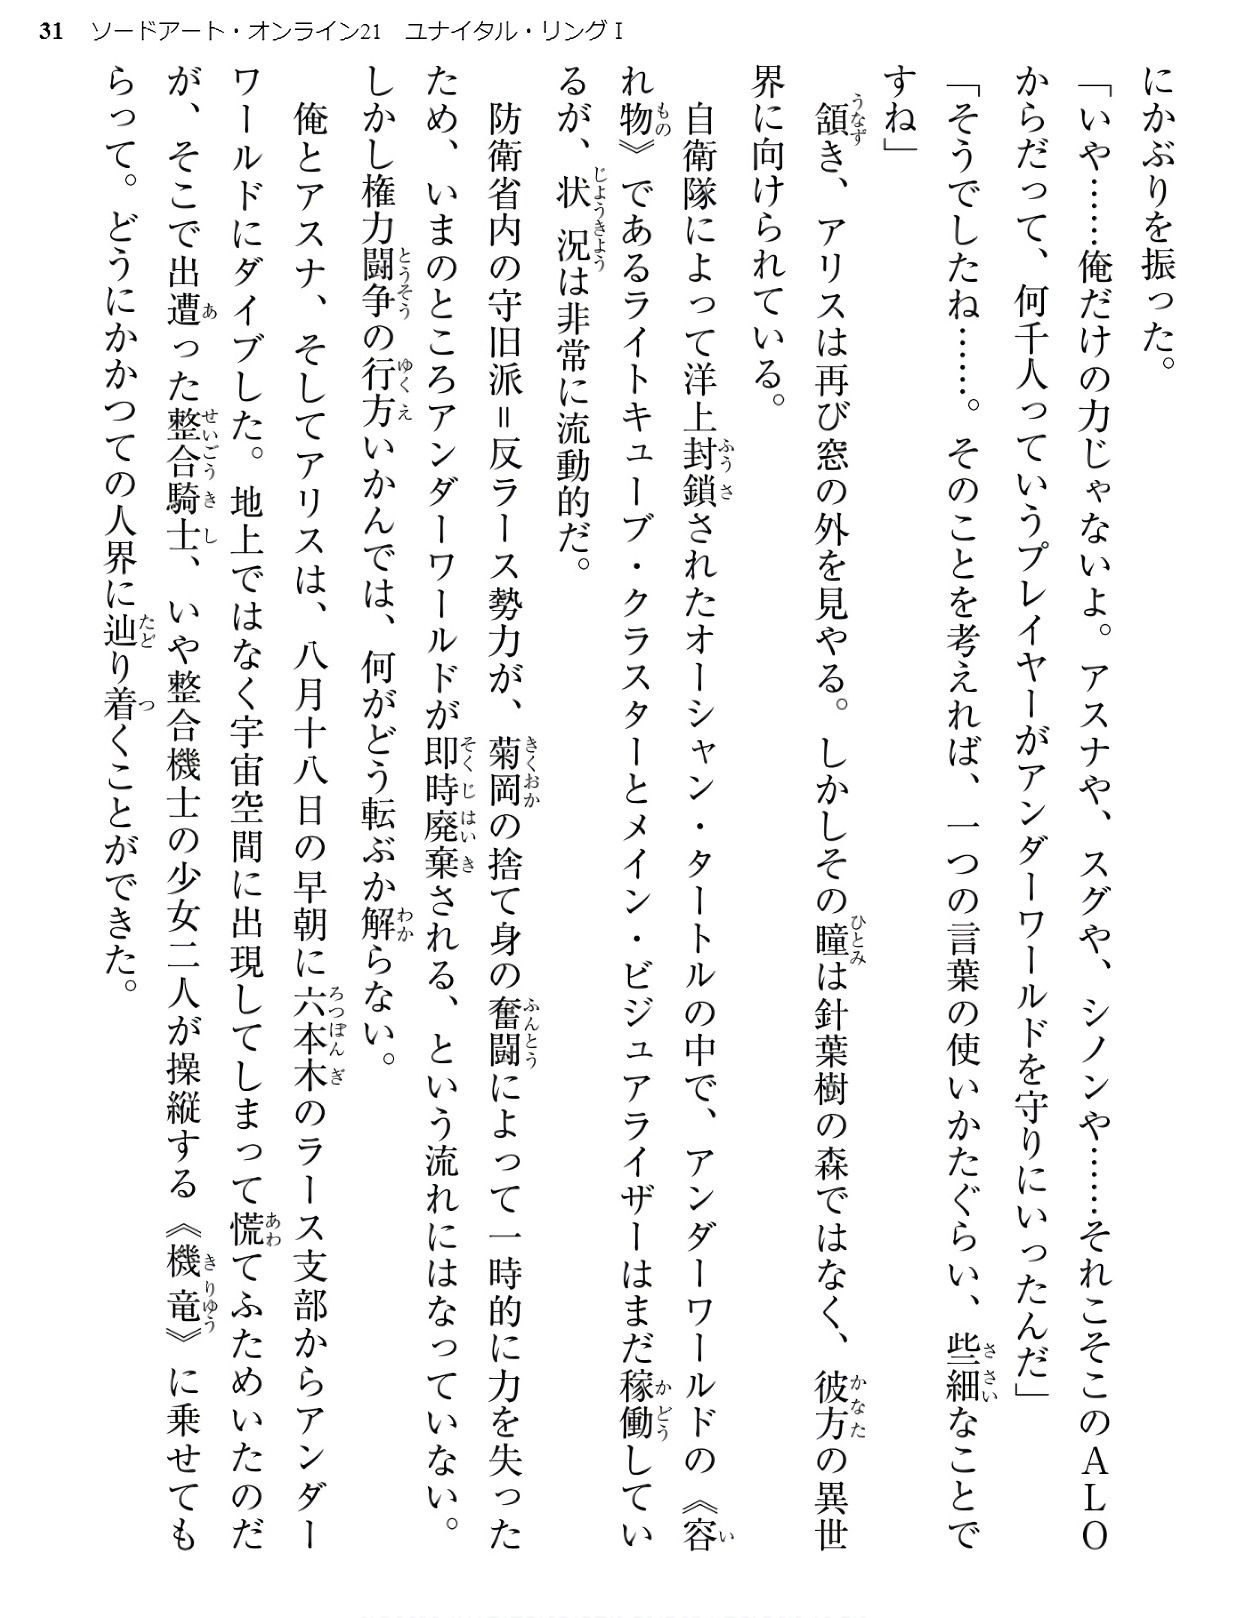 31 ソードアート・オンライン21 ユナイタル・リングⅠ
にかぶりを振った。
「いや……俺だけの力じゃないよ。アスナや、スグや、シノンや……それこそこのＡＬＯ
からだって、何千人っていうプレイヤーがアンダーワールドを守りにいったんだ」
「そうでしたね……。そのことを考えれば、一つの言葉の使いかたぐらい、些細なことで
すね」
　頷き、アリスは再び窓の外を見やる。しかしその瞳は針葉樹の森ではなく、彼方の異世
界に向けられている。
　自衛隊によって洋上封鎖されたオーシャン・タートルの中で、アンダーワールドの《容
れ物》であるライトキューブ・クラスターとメイン・ビジュアライザーはまだ稼働してい
るが、状況は非常に流動的だ。
　防衛省内の守旧派＝反ラース勢力が、菊岡の捨て身の奮闘によって一時的に力を失った
ため、いまのところアンダーワールドが即時廃棄される、という流れにはなっていない。
しかし権力闘争の行方いかんでは、何がどう転ぶか解らない。
　俺とアスナ、そしてアリスは、八月十八日の早朝に六本木のラース支部からアンダー
ワールドにダイブした。地上ではなく宇宙空間に出現してしまって慌てふためいたのだ
が、そこで出遭った整合騎士、いや整合機士の少女二人が操縦する《機竜》に乗せても
らって。どうにかかつての人界に辿り着くことができた。